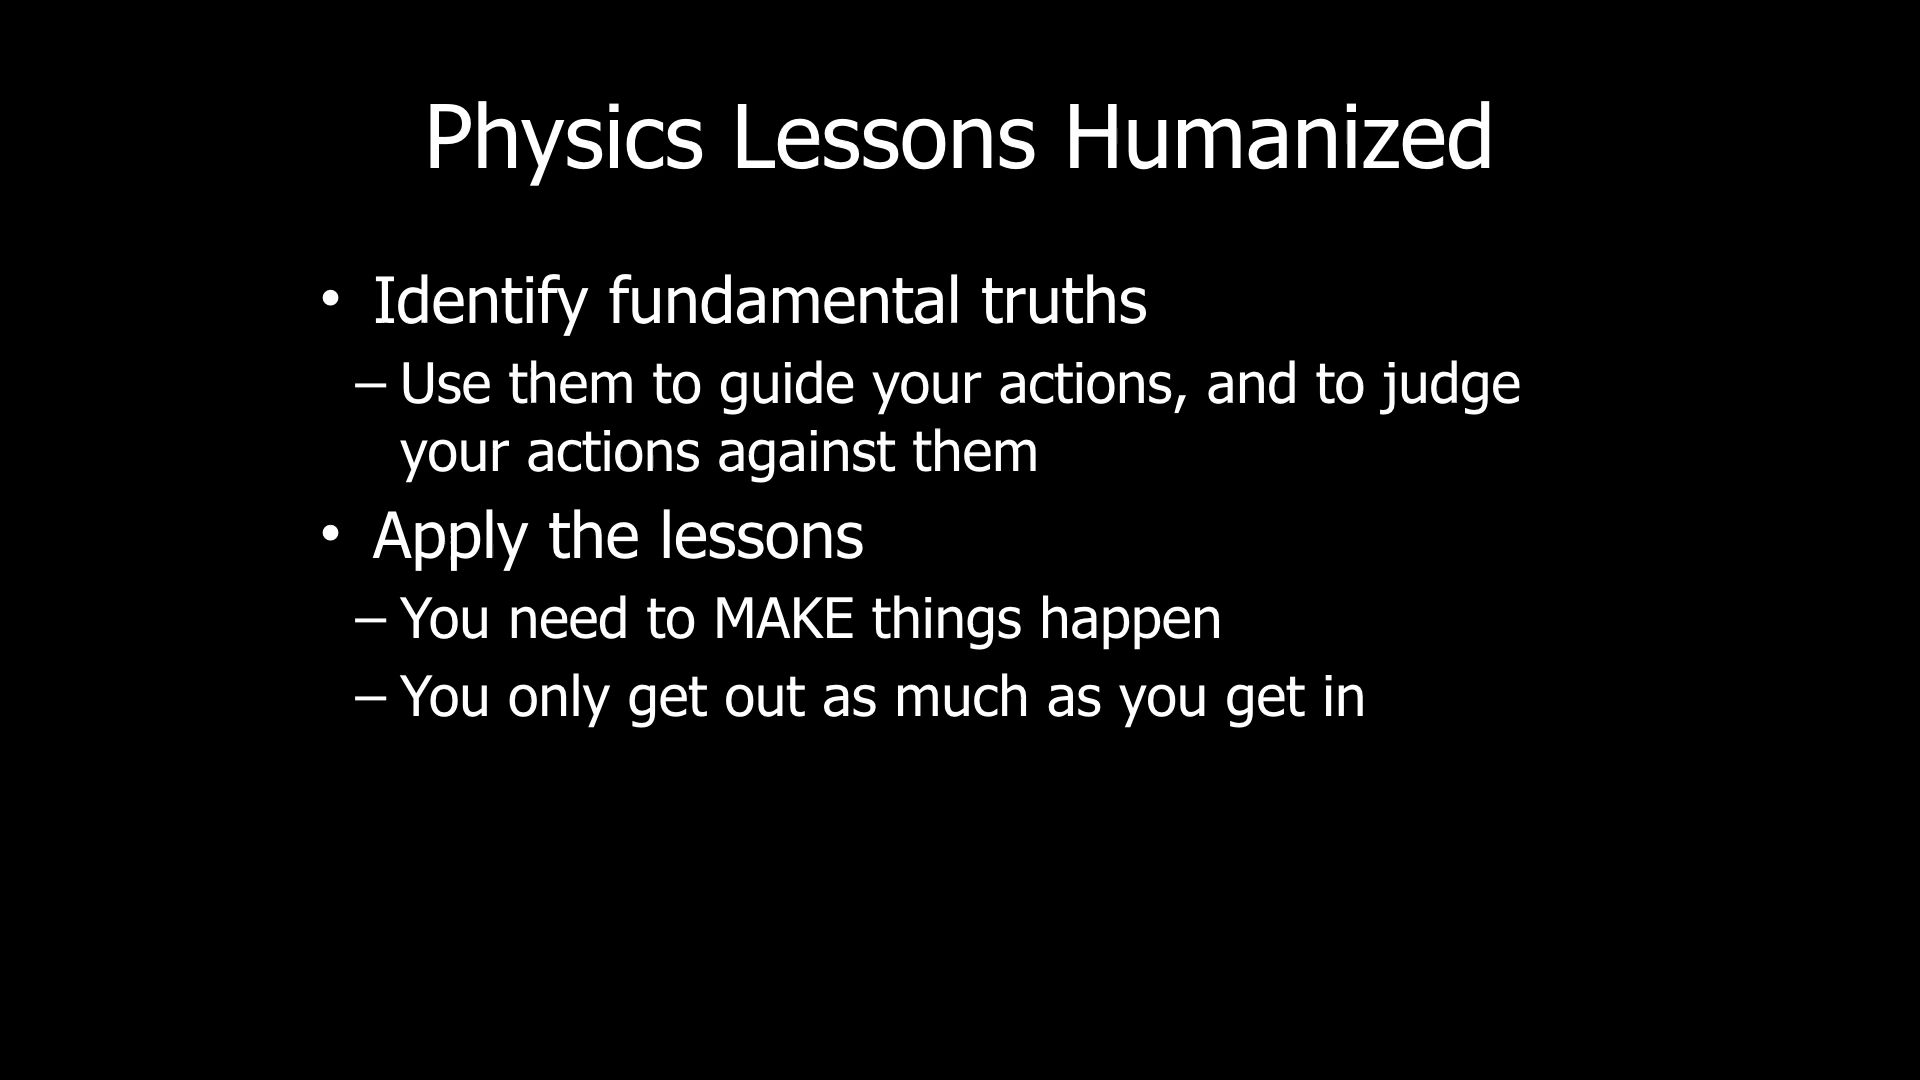 Physics Lessons Humanized
• Identify fundamental truths
– Use them to guide your actions, and to judge
your actions against them
• Apply the lessons
– You need to MAKE things happen
– You only get out as much as you get in